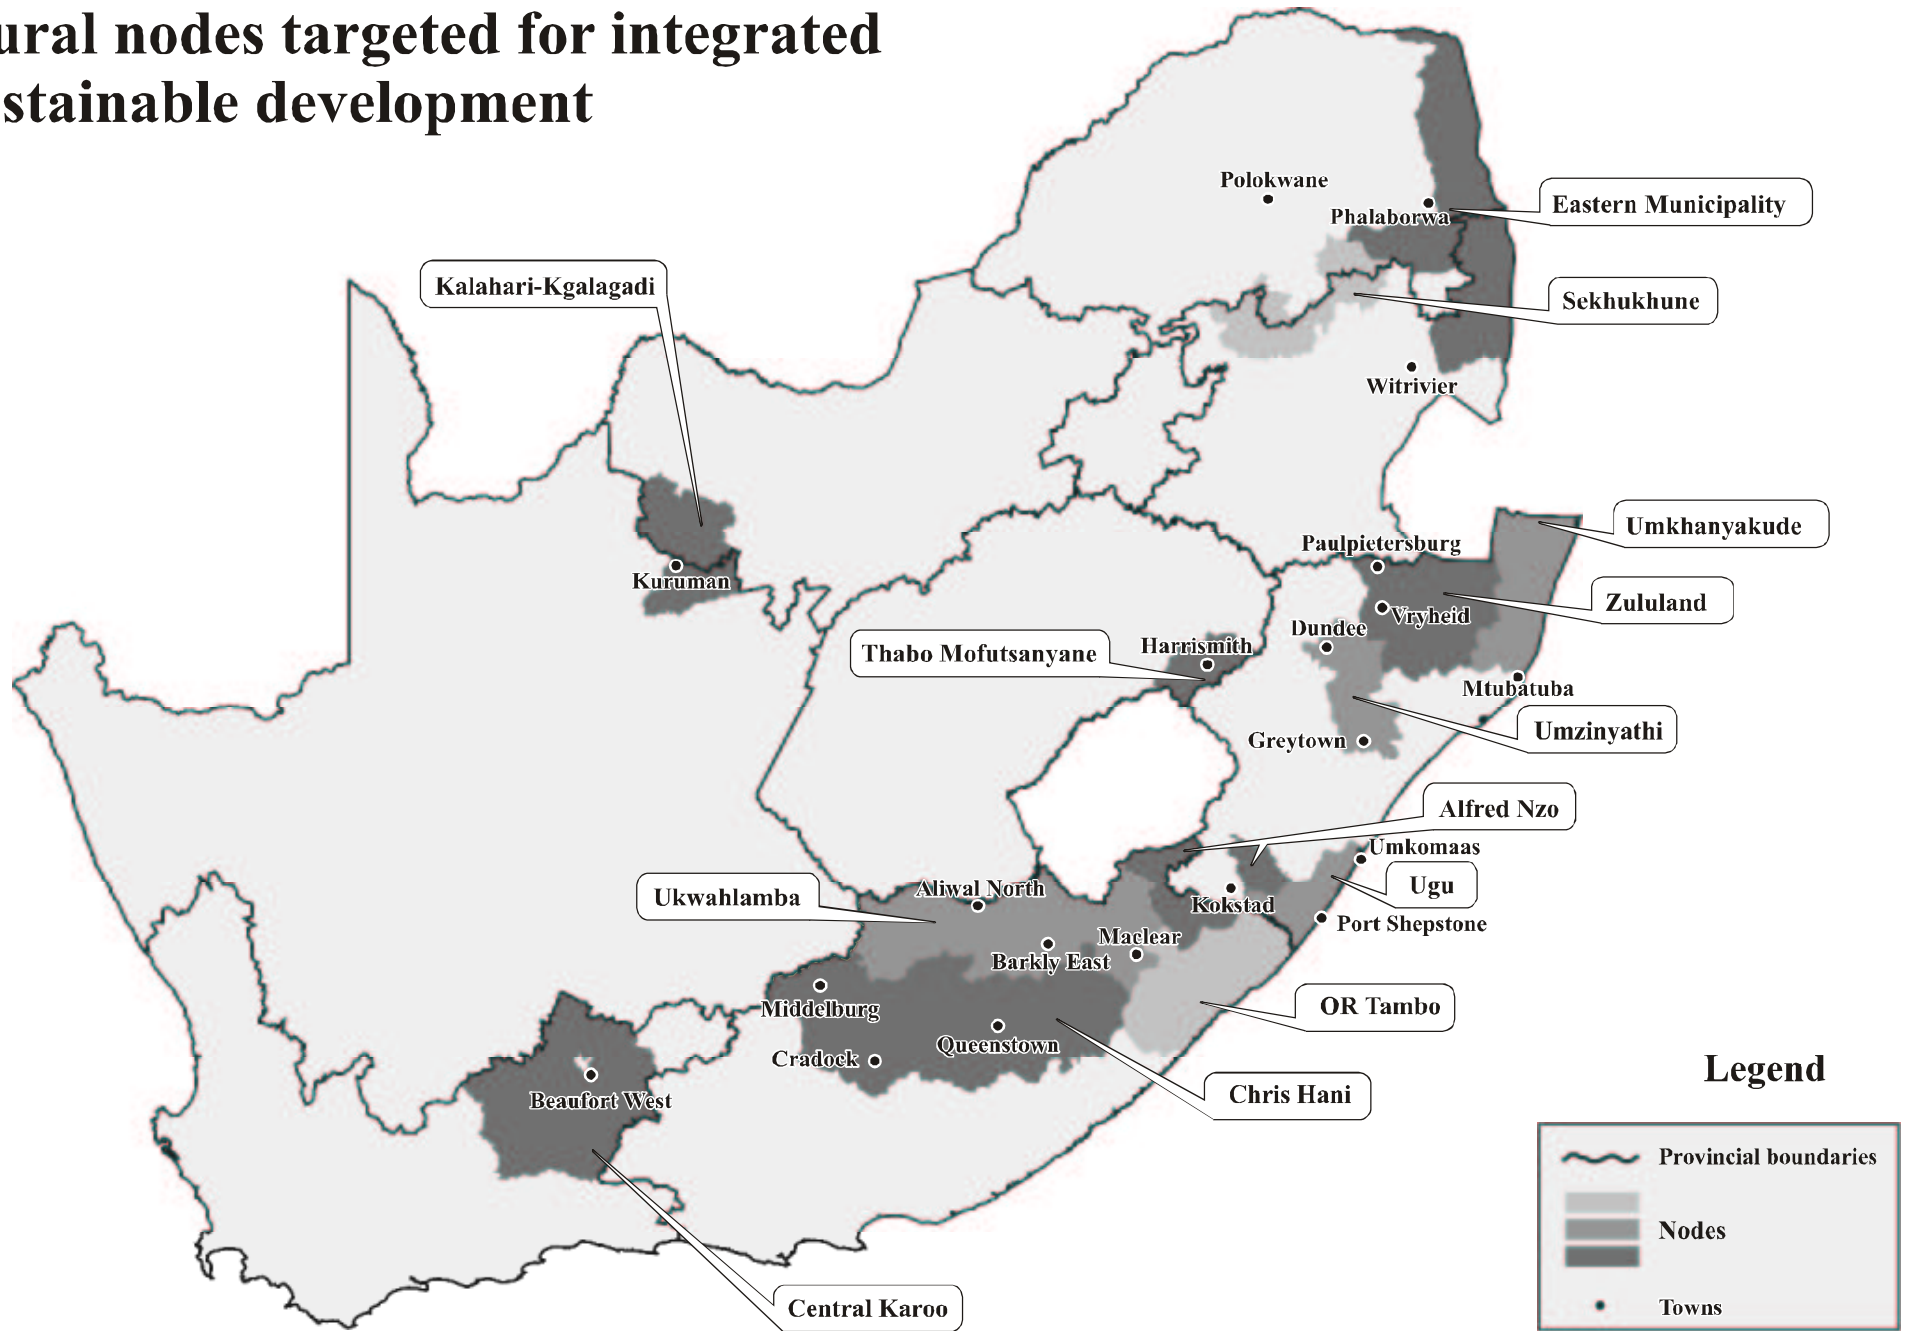 ural nodes targeted for integrated
stainable development
Polokwane
Phalaborwa
Eastern Municipality
Kalahari-Kgalagadi
Sekhukhune
Witrivier
Umkhanyakude
Paulpietersburg
Kuruman
Zululand
Vryheid
Dundee
Harrismith
Thabo Mofutsanyane
Mtubatuba
Umzinyathi
Greytown
Alfred Nzo
Umkomaas
Ugu
Ukwahlamba
Aliwal North
Kokstad
Port Shepstone
Maclear
Barkly East
Middelburg
OR Tambo
Queenstown
Cradock
Chris Hani
Beaufort West
Central Karoo
Legend
Provincial boundaries
Nodes
Towns